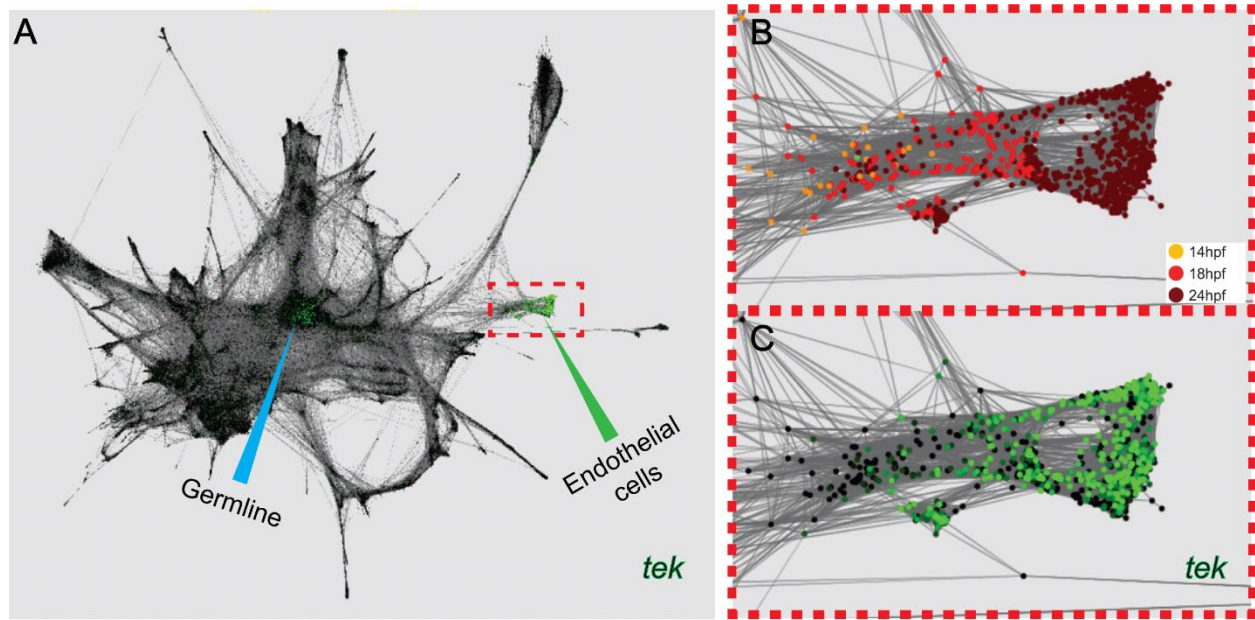 A
Germline
Endothelial
cells
tek
B
14hpf
18hpf
24hpf
C
tek